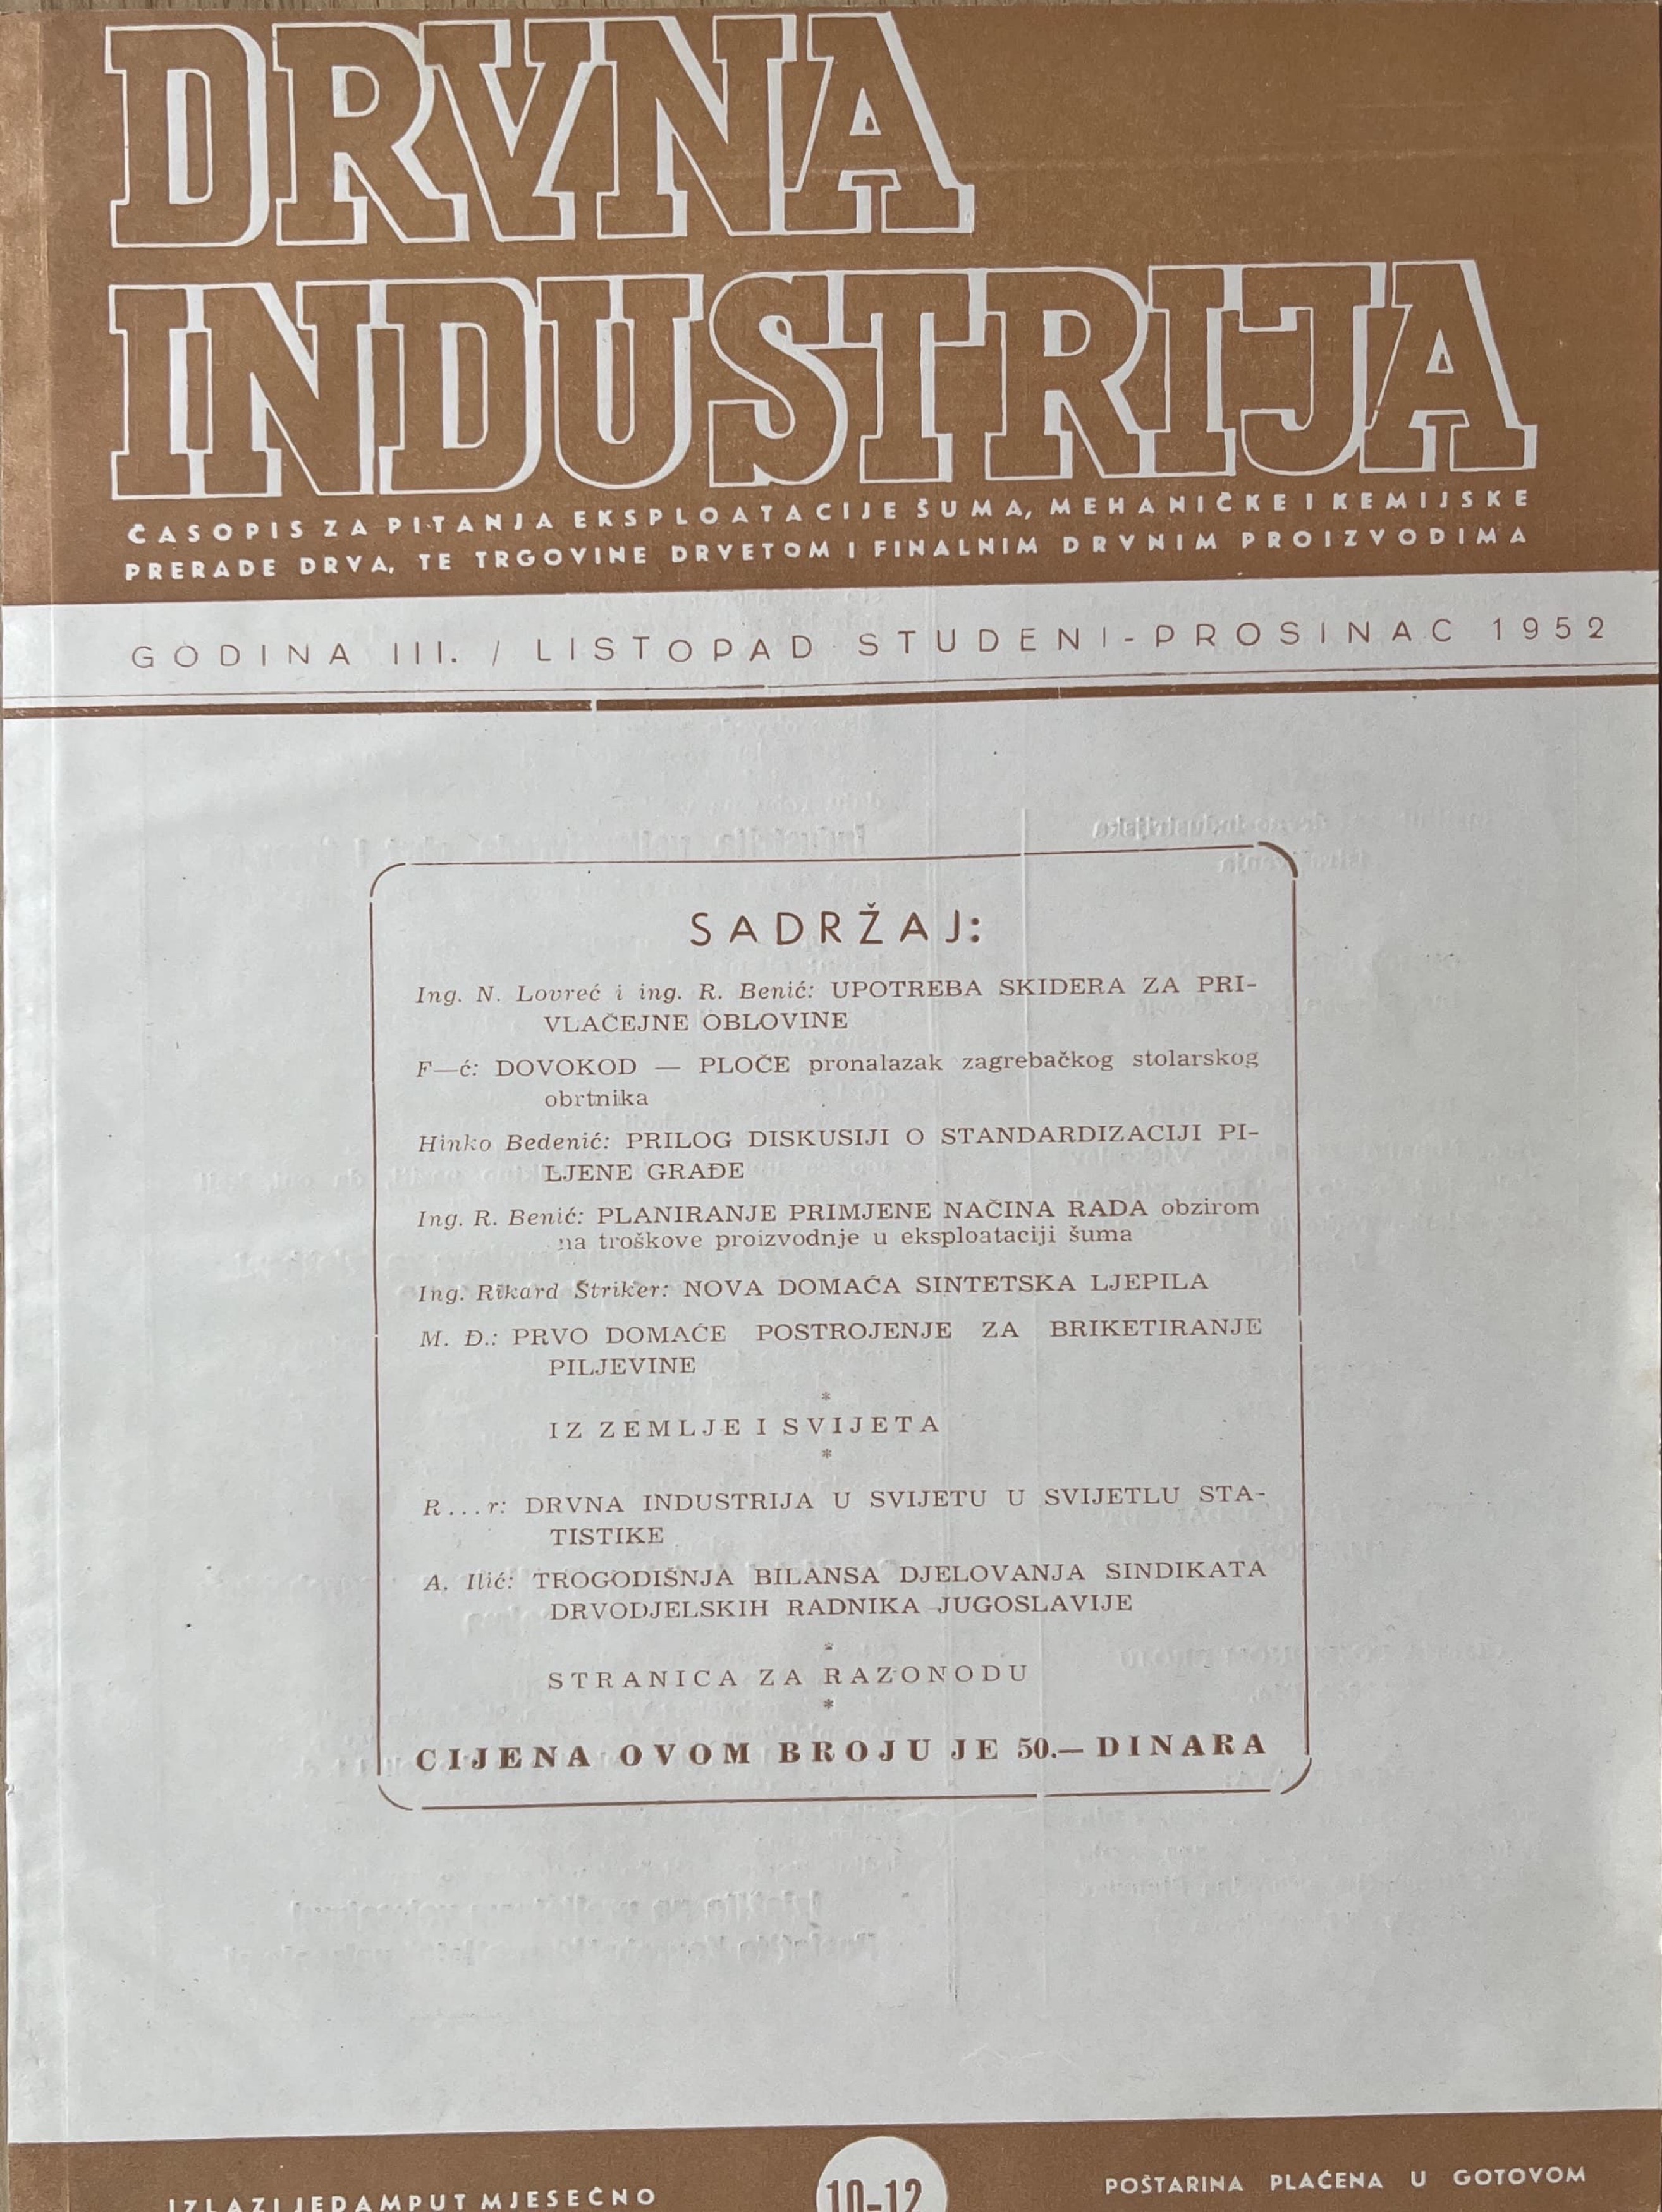 DRVNA
INDUSTRIJA
ČASOPIS ZA PITANJA EKSPLOATACIJE ŠUMA, MEHANIČKE I KEMIJSKE
PRERADE DRVA, TE TRGOVINE DRVETOM I FINALNIM DRVNIM PROIZVODIMA
GODINA III. / LISTOPAD STUDENI-PROSINAC 1952
SADRŽAJ:
Ing. N. Lovreć i ing. R. Benić: UPOTREBA SKIDERA ZA PRI-
VLAČEJNE OBLOVINE
F—ć: DOVOKOD — PLOČE pronalazak zagrebačkog stolarskog
obrtnika
Hinko Bedenić: PRILOG DISKUSIJI O STANDARDIZACIJI PI-
LJENE GRAĐE
Ing. R. Benić: PLANIRANJE PRIMJENE NAČINA RADA obzirom
na troškove proizvodnje u eksploataciji šuma
Ing. Rikard Štriker: NOVA DOMAĆA SINTETSKA LJEPILA
M. Đ.: PRVO DOMAĆE POSTROJENJE ZA BRIKETIRANJE
PILJEVINE
*
IZ ZEMLJE I SVIJETA
*
R...r: DRVNA INDUSTRIJA U SVIJETU U SVIJETLU STA-
TISTIKE
A. Ilić: TROGODIŠNJA BILANSA DJELOVANJA SINDIKATA
DRVODJELSKIH RADNIKA JUGOSLAVIJE
*
STRANICA ZA RAZONODU
*
CIJENA OVOM BROJU JE 50.— DINARA
IZLAZI JEDAMPUT MJESEČNO
10-12
POŠTARINA PLAĆENA U GOTOVOM